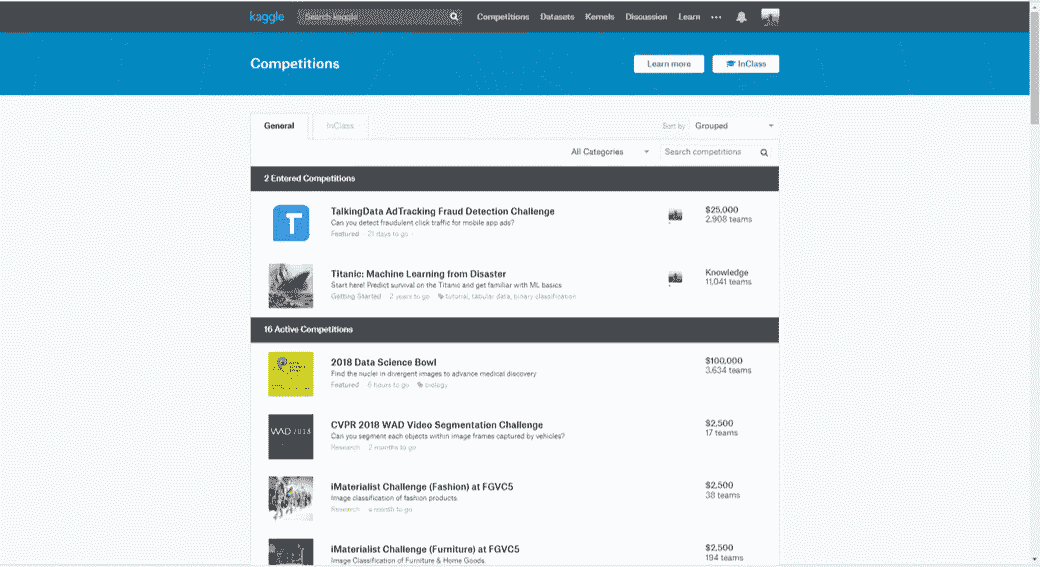 kaggle
Search kaggle
Competitions Datasets Kernels Discussion Learn
Competitions
Learn more
InClass
General InClass
Sort by Grouped
All Categories Search competitions
2 Entered Competitions
T
TalkingData AdTracking Fraud Detection Challenge
Can you detect fraudulent click traffic for mobile app ads?
Featured 21 days to go
$25,000
2,908 teams
Titanic: Machine Learning from Disaster
Start here! Predict survival on the Titanic and get familiar with ML basics
Getting Started 2 years to go tutorial, tabular data, binary classification
Knowledge
11,041 teams
16 Active Competitions
2018 Data Science Bowl
Find the nuclei in divergent images to advance medical discovery
Featured 6 hours to go biology
$100,000
3,634 teams
WAD 2018
CVPR 2018 WAD Video Segmentation Challenge
Can you segment each objects within image frames captured by vehicles?
Research 2 months to go
$2,500
17 teams
iMaterialist Challenge (Fashion) at FGVC5
Image classification of fashion products.
Research a month to go
$2,500
38 teams
iMaterialist Challenge (Furniture) at FGVC5
Image Classification of Furniture & Home Goods.
$2,500
194 teams